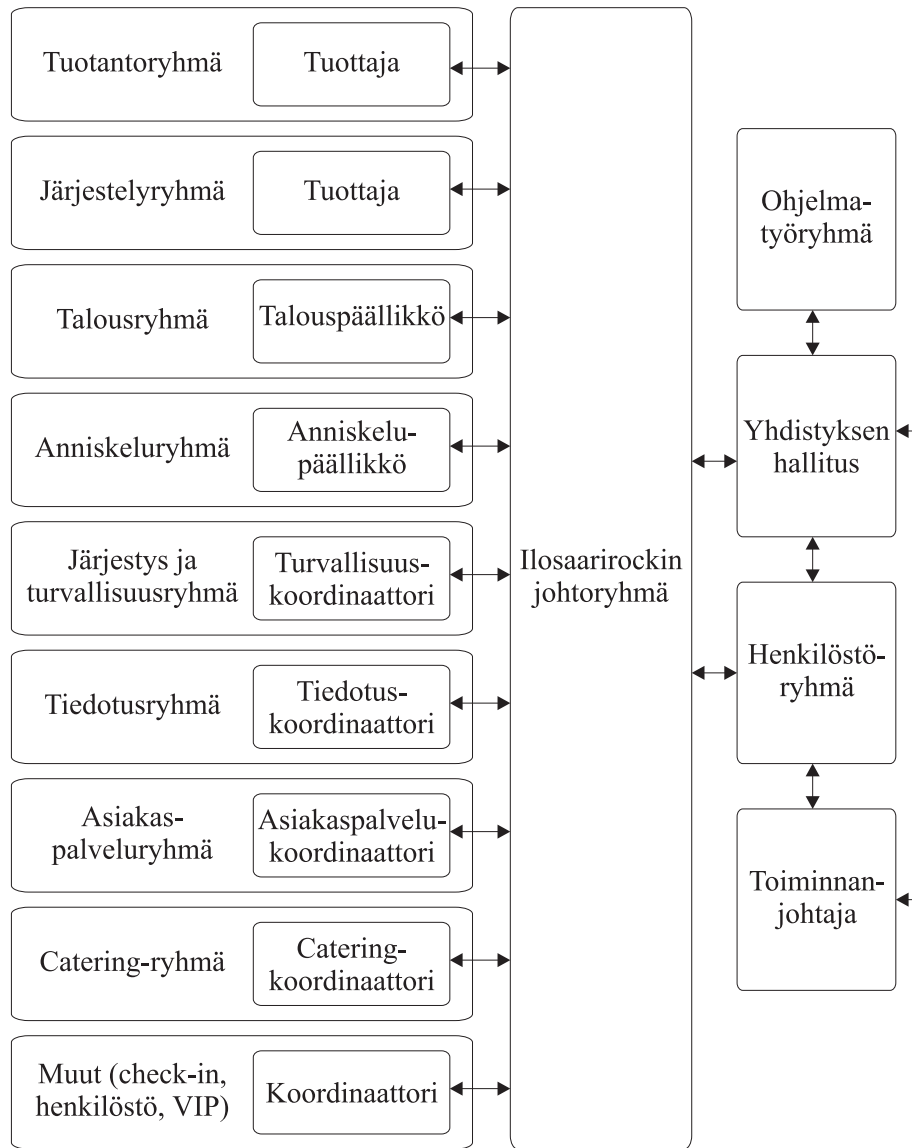 Tuotantoryhmä
Tuottaja
Järjestelyryhmä
Tuottaja
Talousryhmä
Talouspäällikkö
Anniskeluryhmä
Anniskelu-
päällikkö
Järjestys ja
turvallisuusryhmä
Turvallisuus-
koordinaattori
Tiedotusryhmä
Tiedotus-
koordinaattori
Asiakas-
palveluryhmä
Asiakaspalvelu-
koordinaattori
Catering-ryhmä
Catering-
koordinaattori
Muut (check-in,
henkilöstö, VIP)
Koordinaattori
Ilosaarirockin
johtoryhmä
Ohjelma-
työryhmä
Yhdistyksen
hallitus
Henkilöstö-
ryhmä
Toiminnan-
johtaja